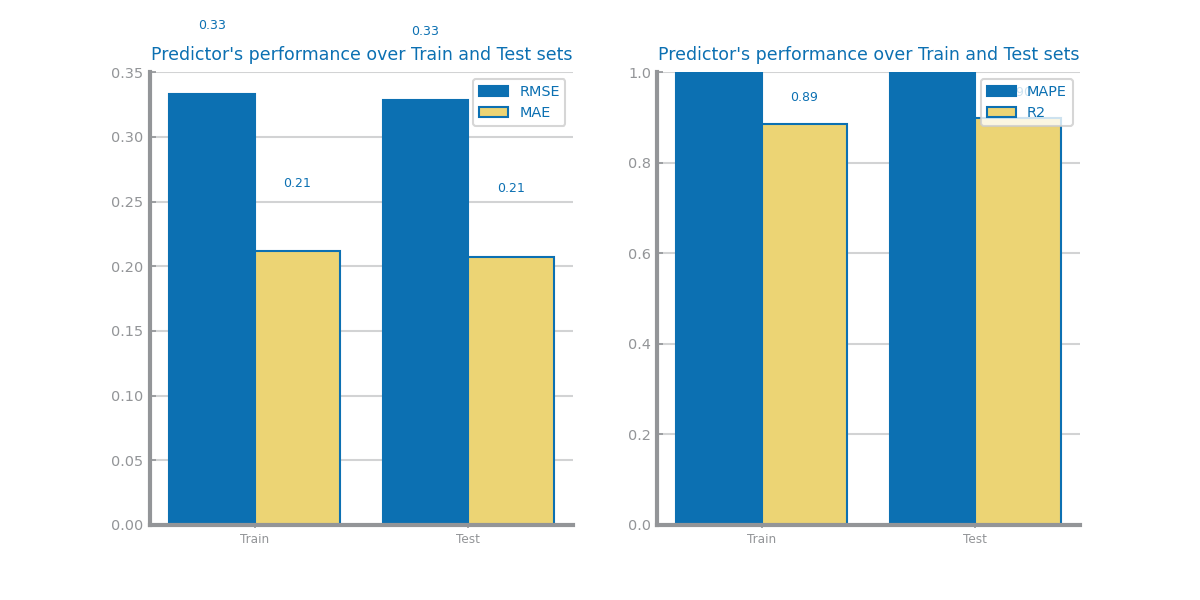 0.33
0.33
Predictor's performance over Train and Test sets
0.35
0.30
0.25
0.20
0.15
0.10
0.05
0.00
RMSE
MAE
0.21
0.21
Train
Test
Predictor's performance over Train and Test sets
1.0
0.8
0.6
0.4
0.2
0.0
MAPE
R2
0.89
Train
Test